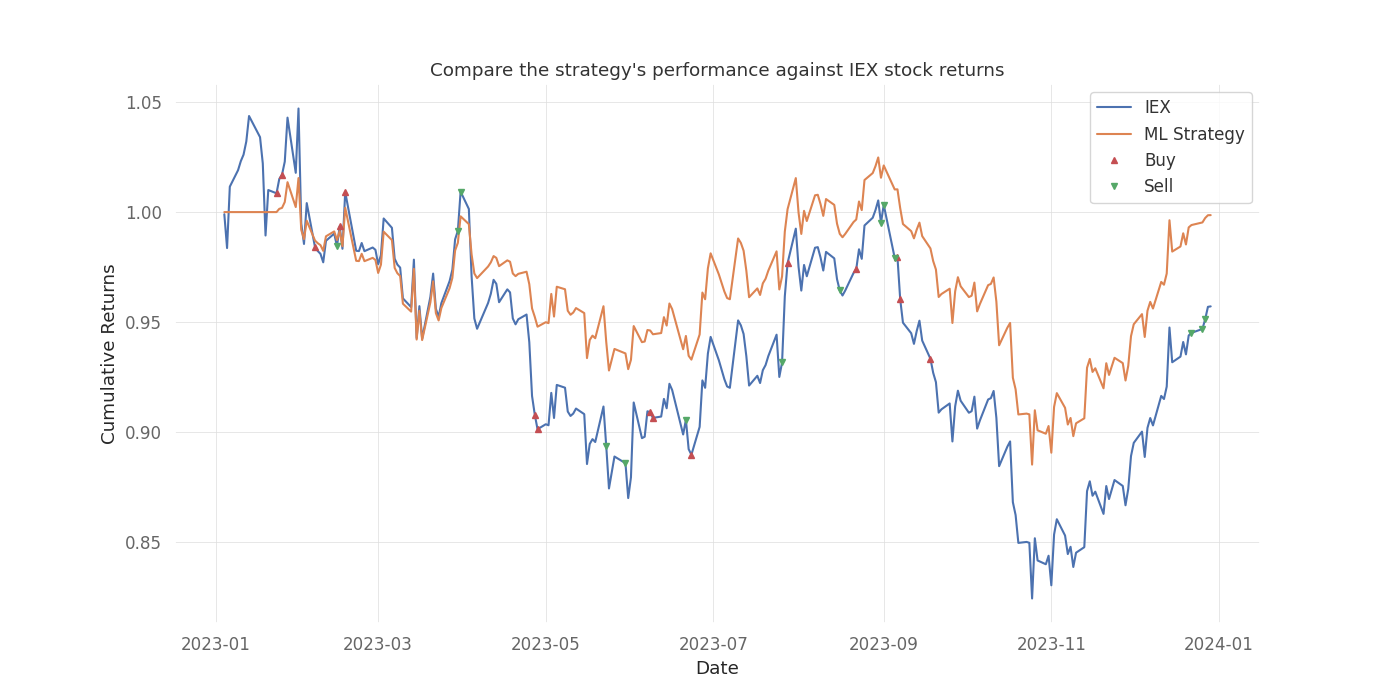 Compare the strategy's performance against IEX stock returns
IEX
ML Strategy
Buy
Sell
Cumulative Returns
1.05
1.00
0.95
0.90
0.85
2023-01
2023-03
2023-05
2023-07
2023-09
2023-11
2024-01
Date